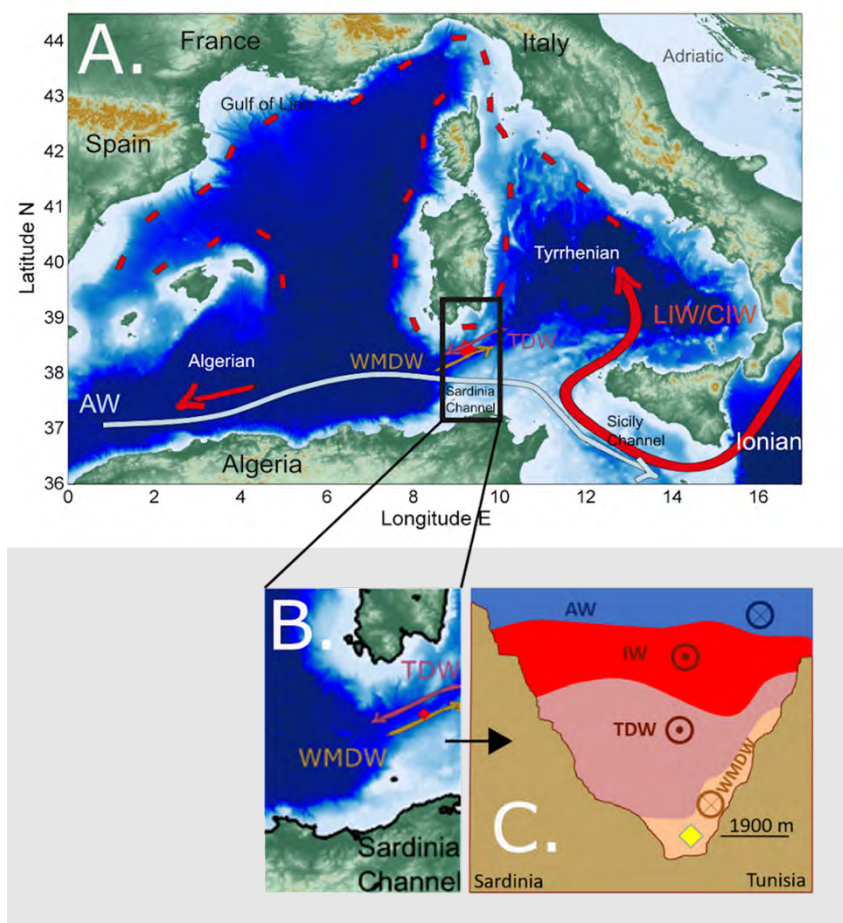 A.
France
Italy
Adriatic
Gulf of Lion
Spain
Tyrrhenian
LIW/CIW
TDW
WMDW
Algerian
AW
Sardinia
Channel
Sicily
Channel
Ionian
Algeria
Latitude N
44
43
42
41
40
39
38
37
36
0 2 4 6 8 10 12 14 16
Longitude E
B.
TDW
WMDW
Sardinia
Channel
AW
IW
TDW
WMDW
C.
1900 m
Sardinia
Tunisia